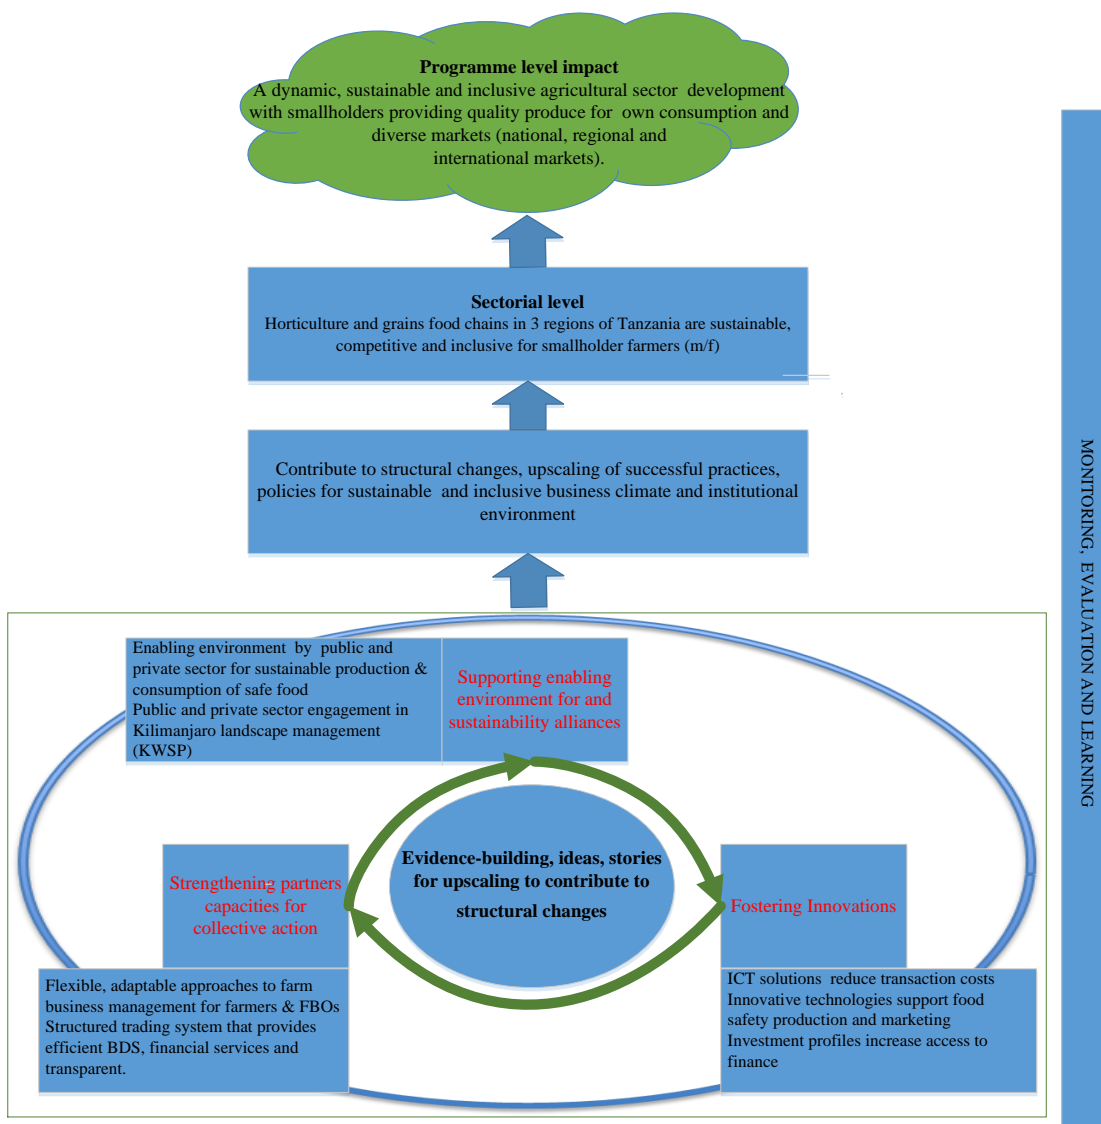 Programme level impact
A dynamic, sustainable and inclusive agricultural sector development
with smallholders providing quality produce for own consumption and
diverse markets (national, regional and
international markets).
Sectorial level
Horticulture and grains food chains in 3 regions of Tanzania are sustainable,
competitive and inclusive for smallholder farmers (m/f)
Contribute to structural changes, upscaling of successful practices,
policies for sustainable and inclusive business climate and institutional
environment
Enabling environment by public and
private sector for sustainable production &
consumption of safe food
Public and private sector engagement in
Kilimanjaro landscape management
(KWSP)
Supporting enabling
environment for and
sustainability alliances
Evidence-building, ideas, stories
for upscaling to contribute to
structural changes
Strengthening partners
capacities for
collective action
Fostering Innovations
Flexible, adaptable approaches to farm
business management for farmers & FBOs
Structured trading system that provides
efficient BDS, financial services and
transparent.
ICT solutions reduce transaction costs
Innovative technologies support food
safety production and marketing
Investment profiles increase access to
finance
MONITORING, EVALUATION AND LEARNING